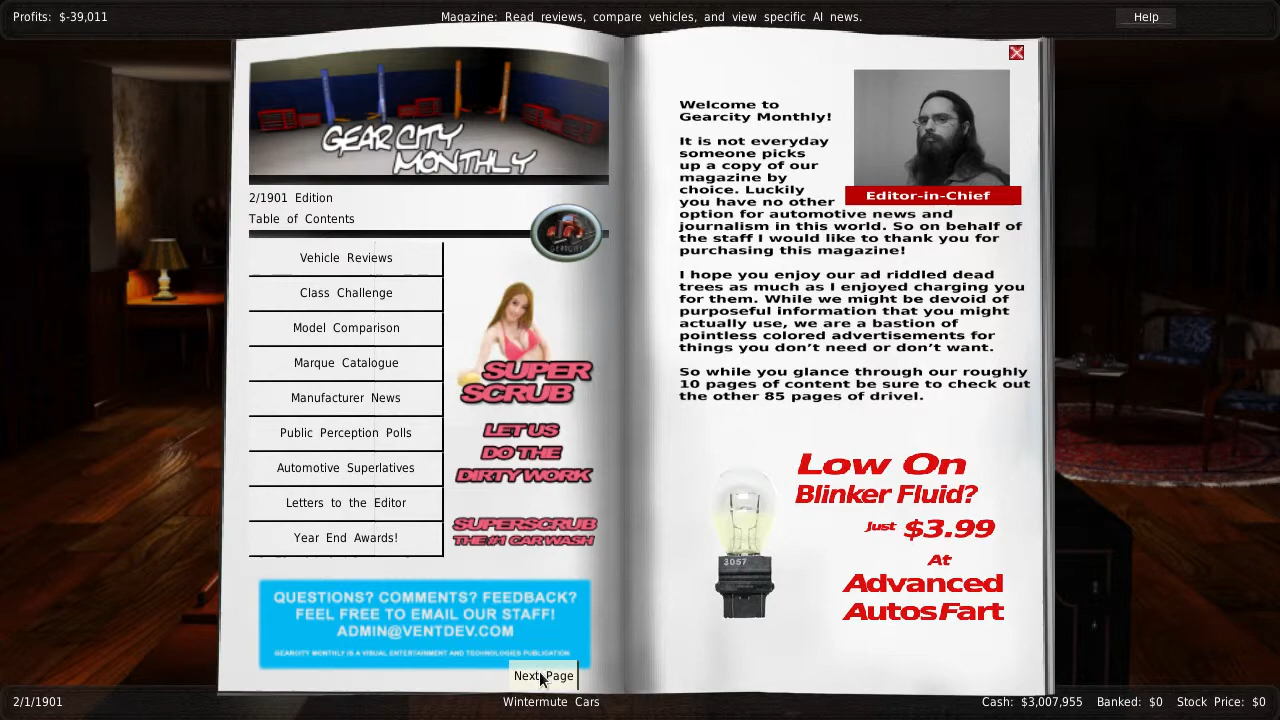 Profits: $-39,011
Magazine: Read reviews, compare vehicles, and view specific AI news.
Help
GEAR CITY
MONTHLY
2/1901 Edition
Table of Contents
GEARCITY
Vehicle Reviews
Class Challenge
Model Comparison
Marque Catalogue
Manufacturer News
Public Perception Polls
Automotive Superlatives
Letters to the Editor
Year End Awards!
SUPER
SCRUB
LET US
DO THE
DIRTY WORK
SUPERSCRUB
THE #1 CAR WASH
QUESTIONS? COMMENTS? FEEDBACK?
FEEL FREE TO EMAIL OUR STAFF!
ADMIN@VENTDEV.COM
GEARCITY MONTHLY IS A VISUAL ENTERTAINMENT AND TECHNOLOGIES PUBLICATION
Next Page
Welcome to
Gearcity Monthly!
It is not everyday
someone picks
up a copy of our
magazine by
choice. Luckily
you have no other
option for automotive news and
journalism in this world. So on behalf of
the staff I would like to thank you for
purchasing this magazine!
Editor-in-Chief
I hope you enjoy our ad riddled dead
trees as much as I enjoyed charging you
for them. While we might be devoid of
purposeful information that you might
actually use, we are a bastion of
pointless colored advertisements for
things you don't need or don't want.
So while you glance through our roughly
10 pages of content be sure to check out
the other 85 pages of drivel.
Low On
Blinker Fluid?
Just $3.99
At
Advanced
AutosFart
3057
2/1/1901
Wintermute Cars
Cash: $3,007,955 Banked: $0 Stock Price: $0